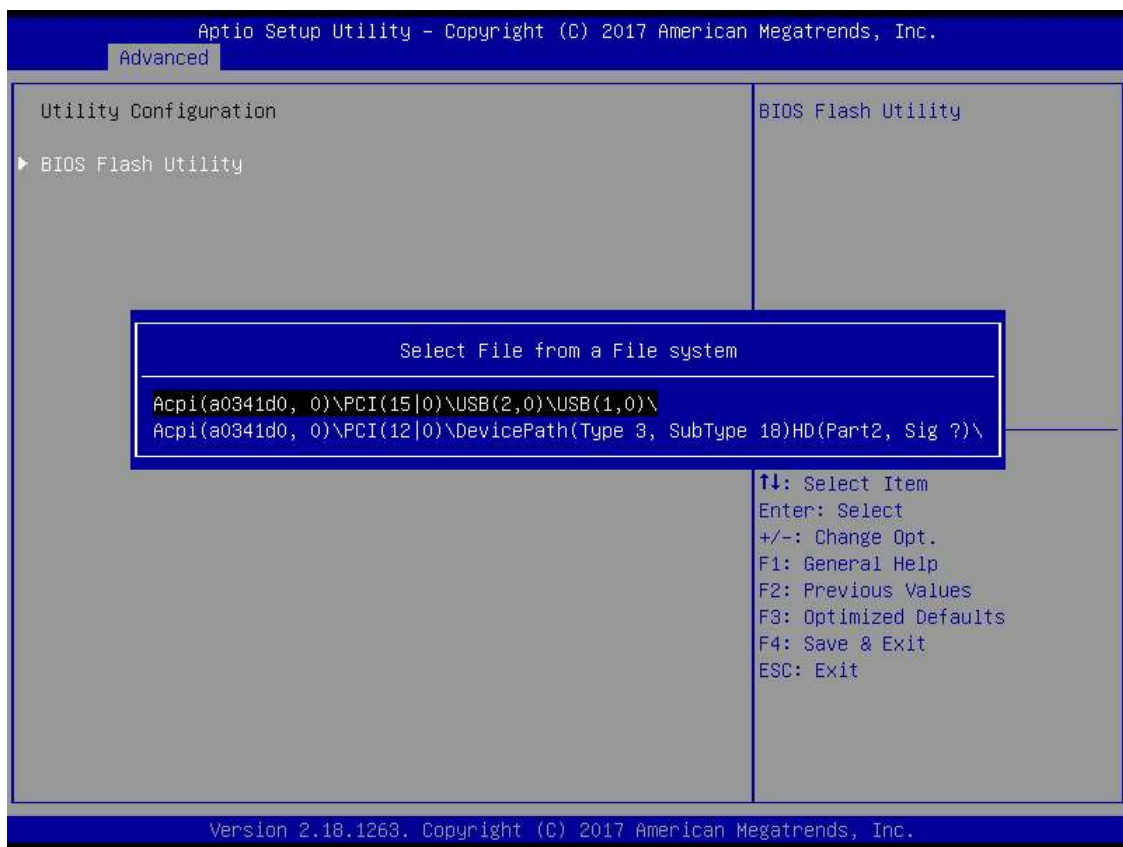 Aptio Setup Utility – Copyright (C) 2017 American Megatrends, Inc.
Advanced
Utility Configuration
BIOS Flash Utility
BIOS Flash Utility
Select File from a File system
Acpi(a0341d0, 0)\PCI(15|0)\USB(2,0)\USB(1,0)\
Acpi(a0341d0, 0)\PCI(12|0)\DevicePath(Type 3, SubType 18)HD(Part2, Sig ?)\
↑↓: Select Item
Enter: Select
+/-: Change Opt.
F1: General Help
F2: Previous Values
F3: Optimized Defaults
F4: Save & Exit
ESC: Exit
Version 2.18.1263. Copyright (C) 2017 American Megatrends, Inc.